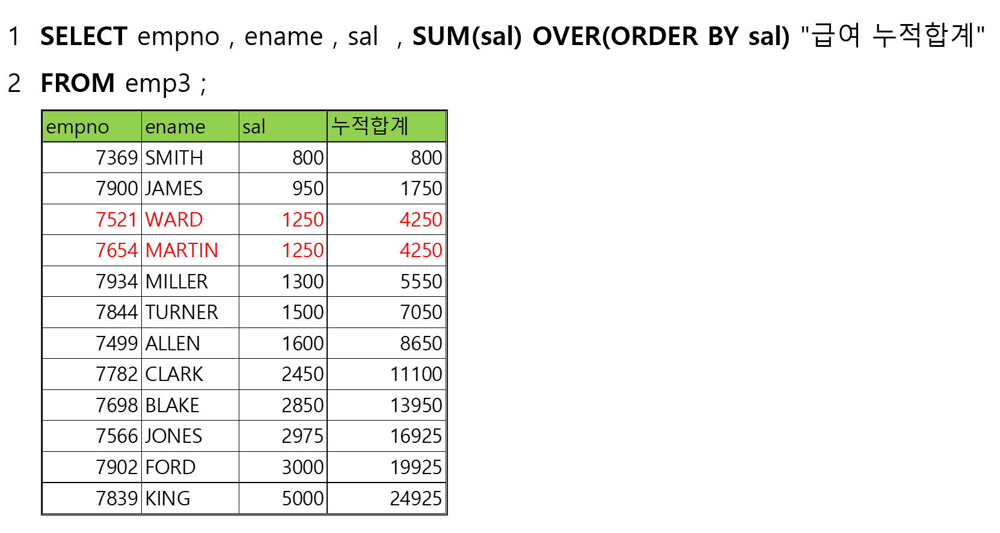 1 SELECT empno , ename , sal , SUM(sal) OVER(ORDER BY sal) "급여 누적합계"
2 FROM emp3 ;
empno ename sal 누적합계
7369 SMITH 800 800
7900 JAMES 950 1750
7521 WARD 1250 4250
7654 MARTIN 1250 4250
7934 MILLER 1300 5550
7844 TURNER 1500 7050
7499 ALLEN 1600 8650
7782 CLARK 2450 11100
7698 BLAKE 2850 13950
7566 JONES 2975 16925
7902 FORD 3000 19925
7839 KING 5000 24925